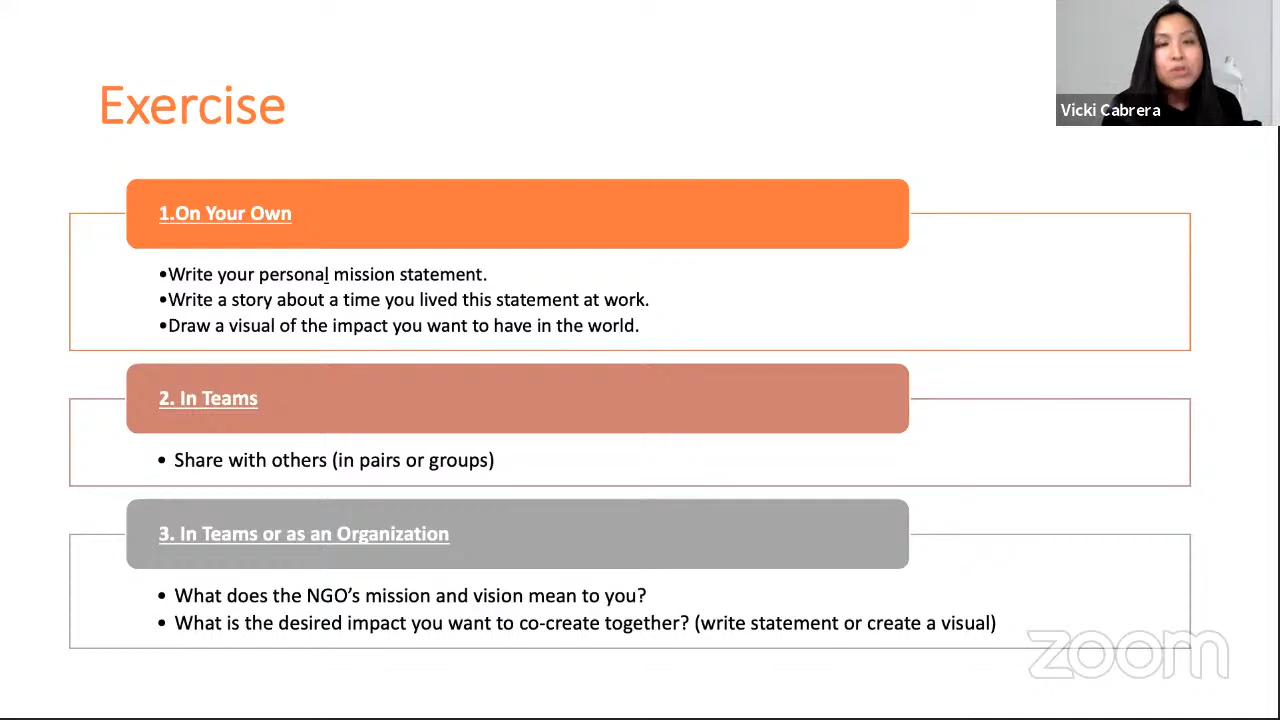 Exercise
Vicki Cabrera
1.On Your Own
•Write your personal mission statement.
•Write a story about a time you lived this statement at work.
•Draw a visual of the impact you want to have in the world.
2. In Teams
• Share with others (in pairs or groups)
3. In Teams or as an Organization
• What does the NGO’s mission and vision mean to you?
• What is the desired impact you want to co-create together? (write statement or create a visual)
zoom